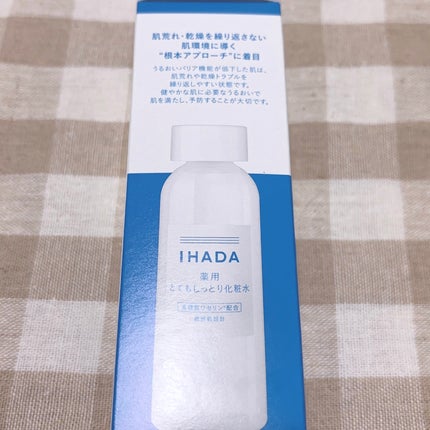 肌荒れ・乾燥を繰り返さない
肌環境に導く
“根本アプローチ”に着目
うるおいバリア機能が低下した肌は、
肌荒れや乾燥トラブルを
繰り返しやすい状態です。
健やかな肌に必要なうるおいで
肌を満たし、予防することが大切です。
IHADA
薬用
とてもしっとり化粧水
高精製ワセリン*配合
敏感肌設計